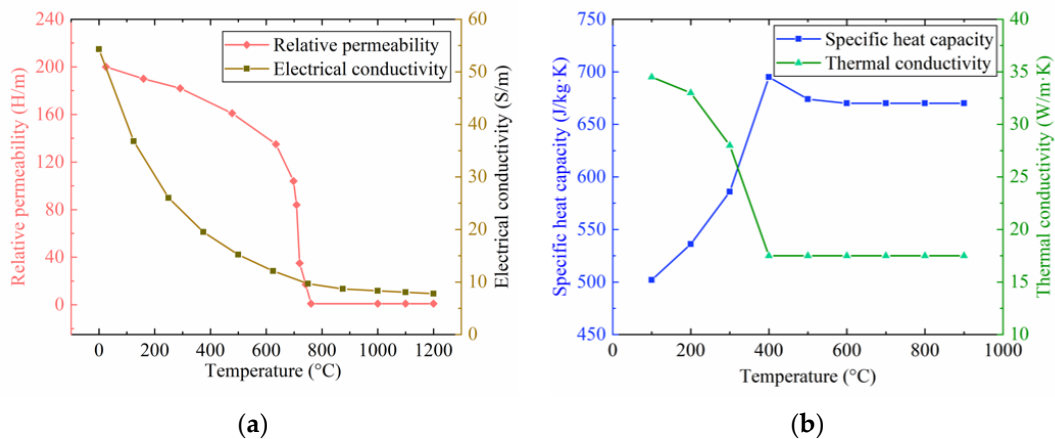 Relative permeability (H/m)
240
200
160
120
80
40
0
Relative permeability
Electrical conductivity
60
50
40
30
20
10
0
Electrical conductivity (S/m)
0 200 400 600 800 1000 1200
Temperature (°C)
(a)
Specific heat capacity (J/kg·K)
750
700
675
600
550
500
450
Specific heat capacity
Thermal conductivity
40
35
30
25
20
15
10
Thermal conductivity (W/m·K)
0 200 400 600 800 1000
Temperature (°C)
(b)